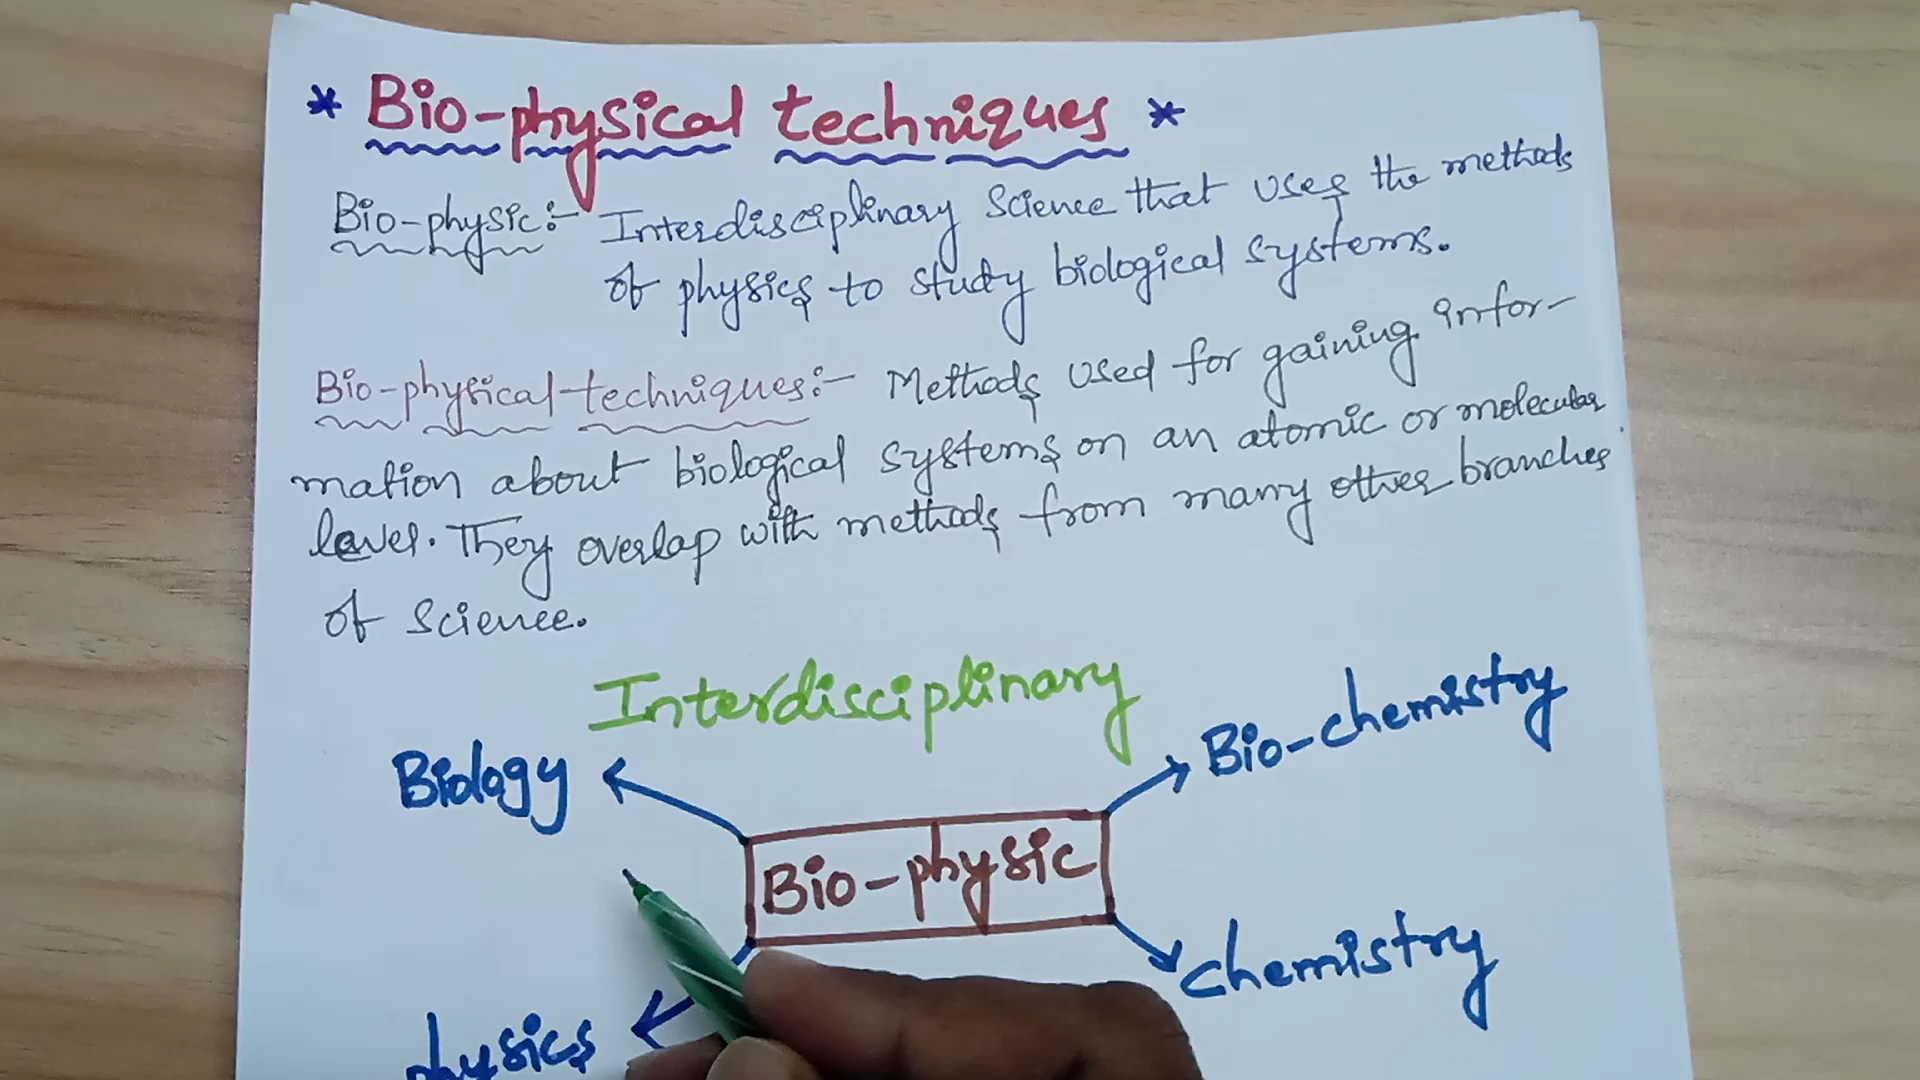 * Bio-physical techniques *
Bio-physic:- Interdisciplinary Science that uses the methods
of physics to study biological systems.
Bio-physical techniques:- Methods used for gaining infor-
mation about biological systems on an atomic or molecular
level. They overlap with methods from many other branches
of Science.
Interdisciplinary
Biology
Bio-chemistry
Bio-physic
chemistry
physics